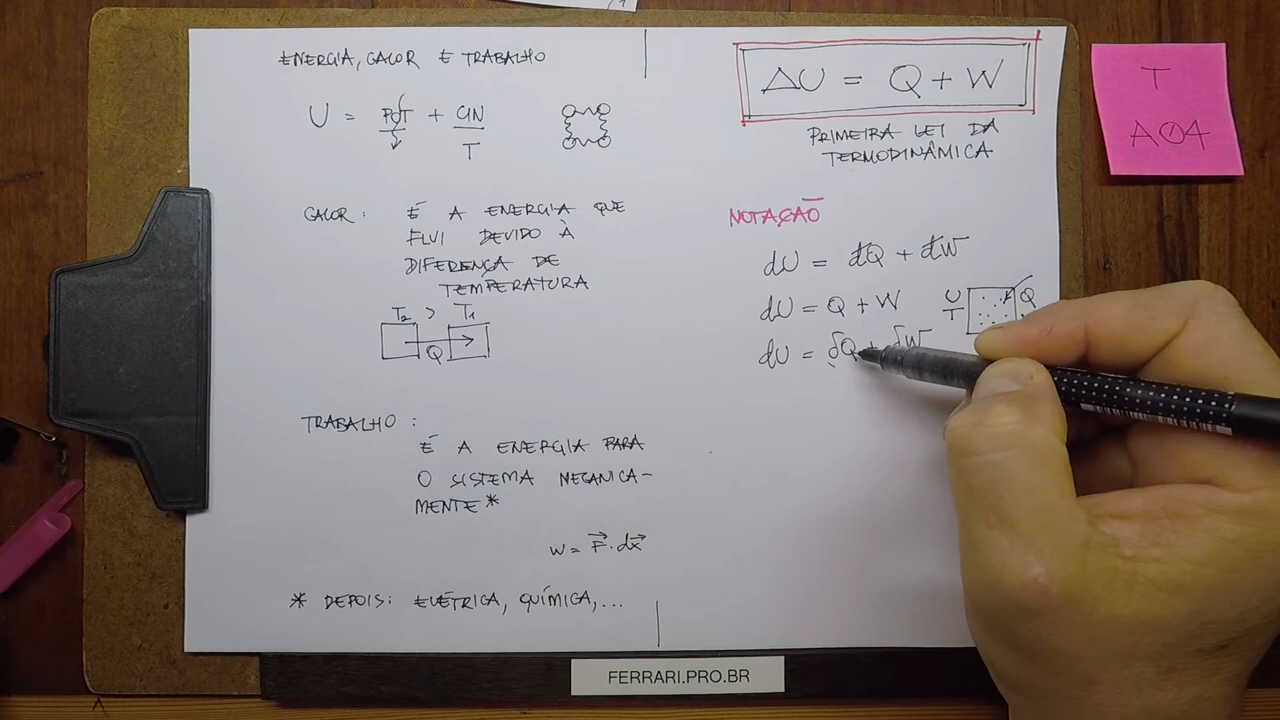 ENERGIA, CALOR E TRABALHO
U = POT + CIN
T
CALOR: É A ENERGIA QUE
FLUI DEVIDO À
DIFERENÇA DE
TEMPERATURA
T₂ > T₁
Q
TRABALHO:
É A ENERGIA PARA
O SISTEMA MECANICA-
MENTE*
W = F⃗ · dx⃗
* DEPOIS: ELÉTRICA, QUÍMICA, ...
ΔU = Q + W
PRIMEIRA LEI DA
TERMODINÂMICA
NOTAÇÃO
dU = đQ + đW
dU = Q + W
U
T
Q
dU = δQ + δW
T
A04
FERRARI.PRO.BR